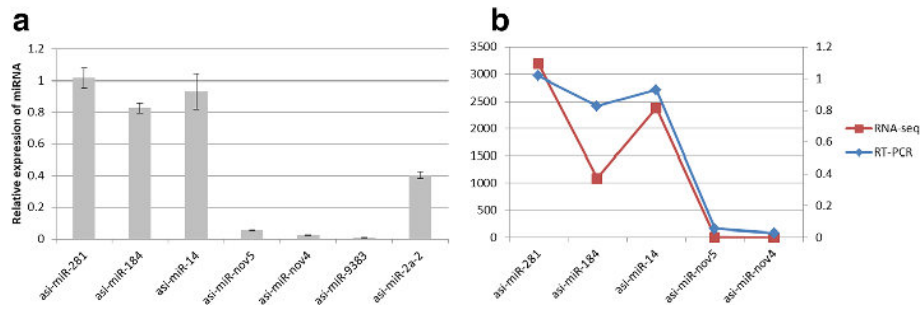 a
Relative expression of miRNA
1.2
1
0.8
0.6
0.4
0.2
0
asi-miR-281
asi-miR-184
asi-miR-14
asi-miR-nov5
asi-miR-nov4
asi-miR-9383
asi-miR-2a-2
b
3500
3000
2500
2000
1500
1000
500
0
1.2
1
0.8
0.6
0.4
0.2
0
asi-miR-281
asi-miR-184
asi-miR-14
asi-miR-nov5
asi-miR-nov4
RNA-seq
RT-PCR